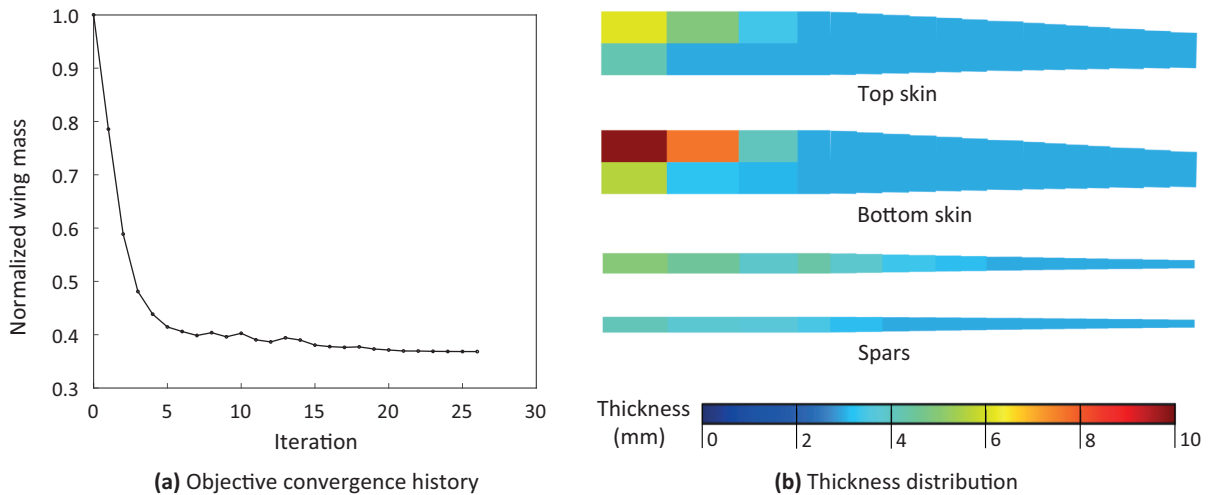 1.0
0.9
0.8
0.7
0.6
0.5
0.4
0.3
Normalized wing mass
0 5 10 15 20 25 30
Iteration
(a) Objective convergence history
Top skin
Bottom skin
Spars
Thickness
(mm)
0 2 4 6 8 10
(b) Thickness distribution